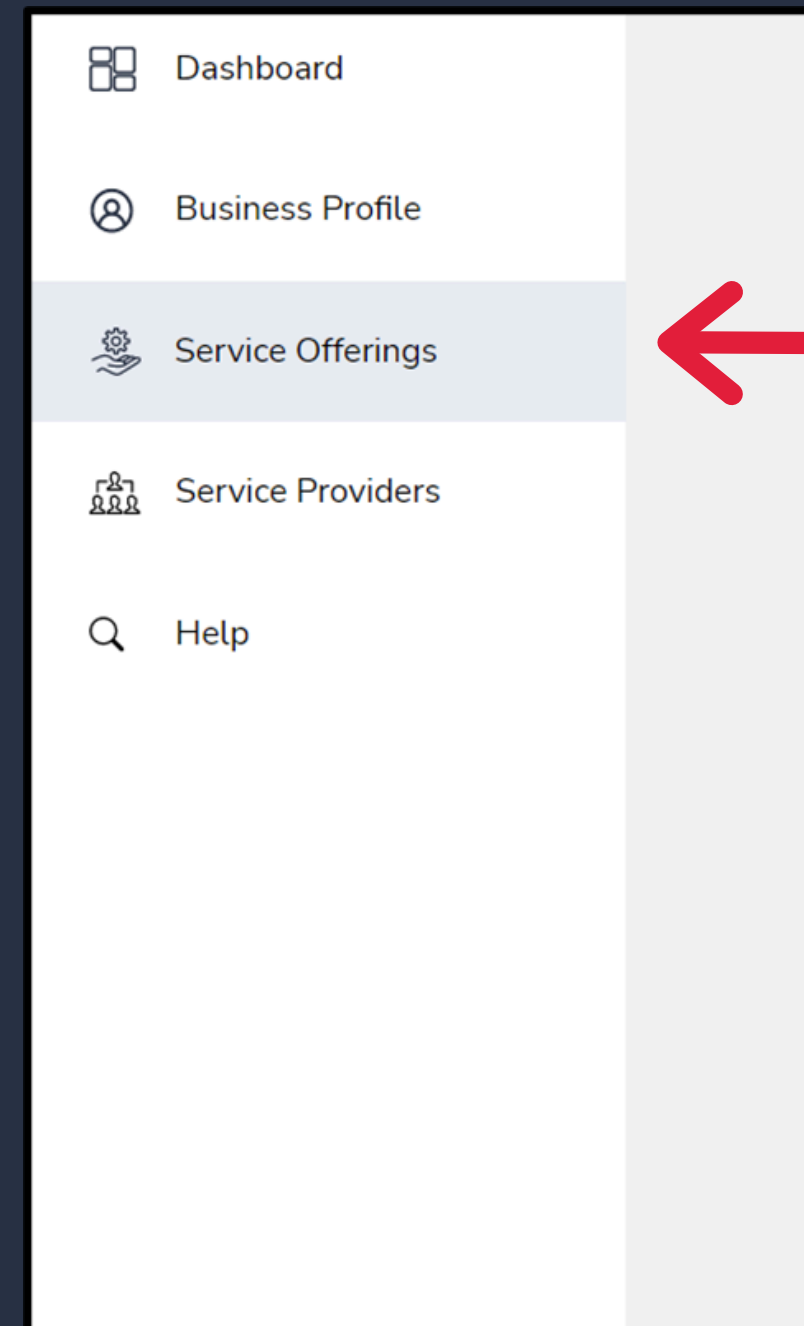 Dashboard
Business Profile
Service Offerings
Service Providers
Help